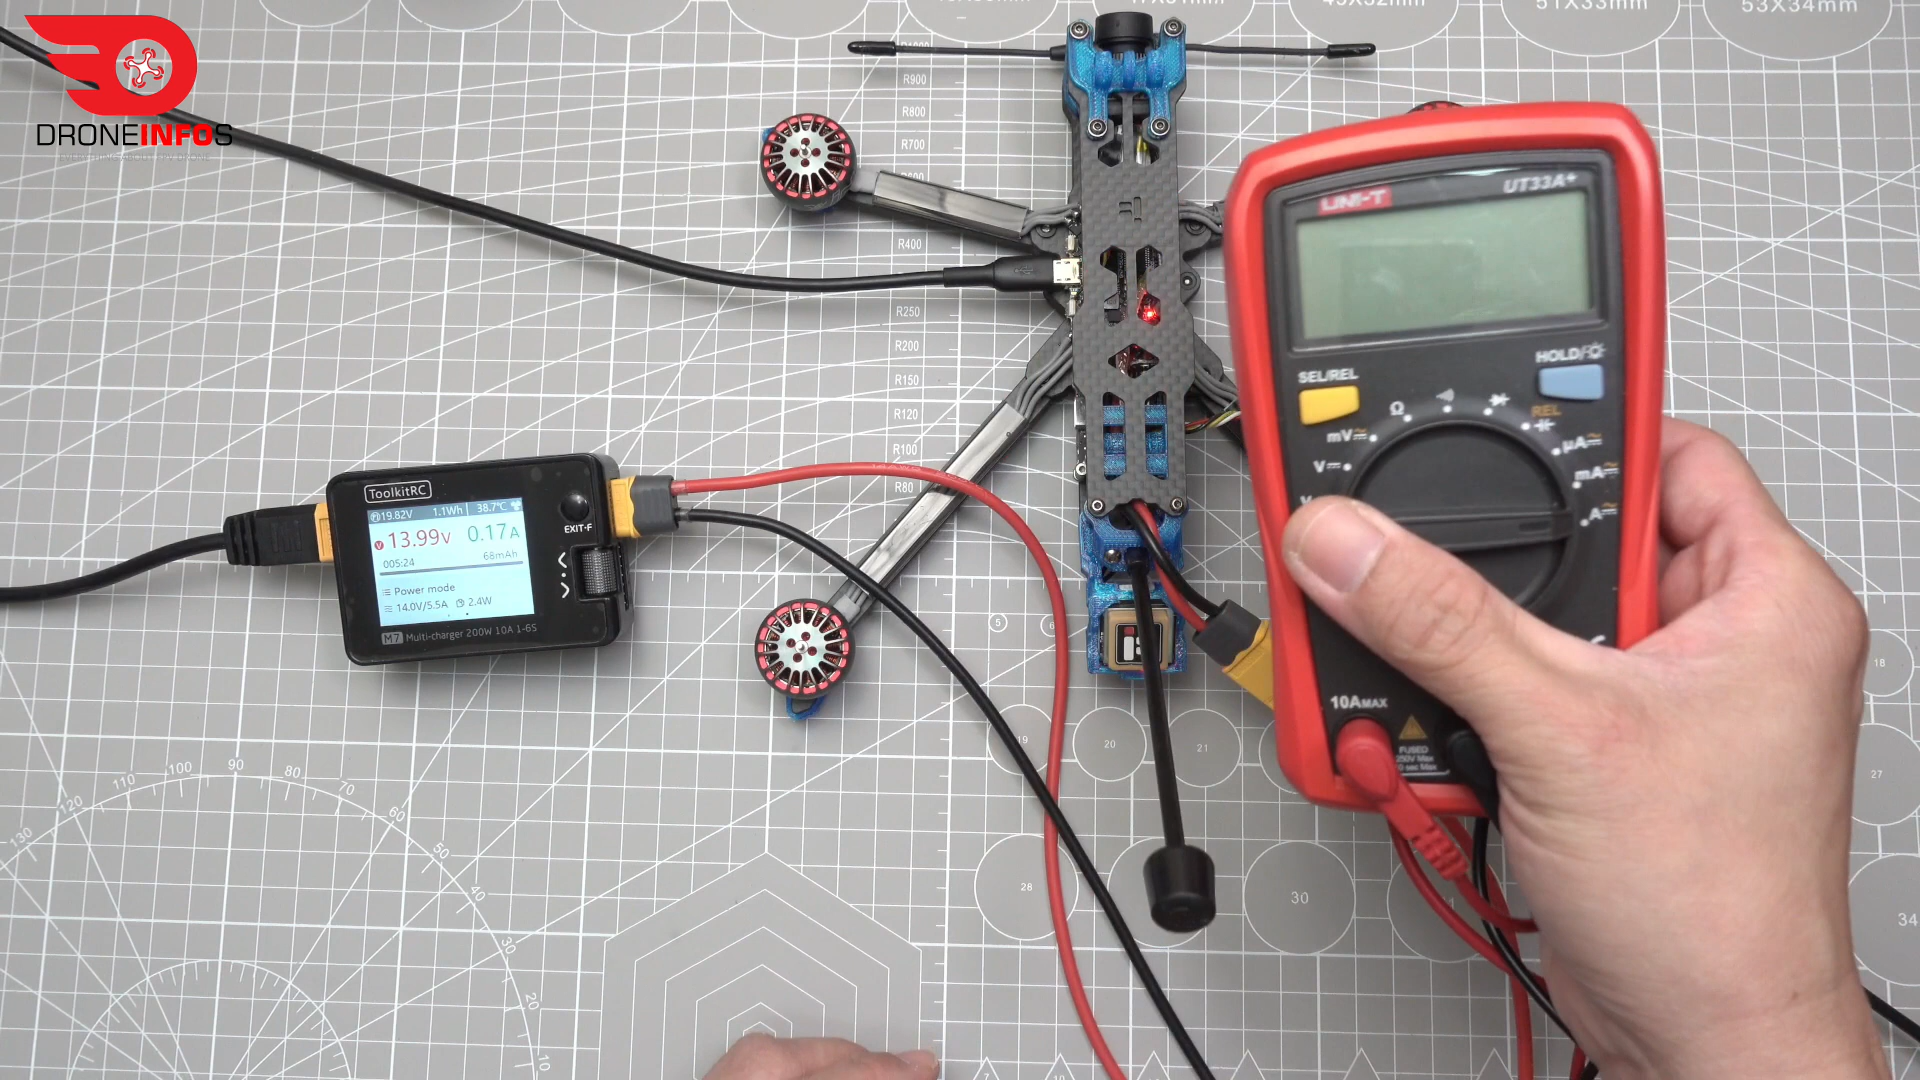 DRONEINFOS
51X33mm
53X34mm
R900
R800
R700
R400
R250
R200
R150
R120
R100
R80
UNI-T
UT33A+
HOLD/
SEL/REL
Ω
REL
mV
µA
V
mA
A
10AMAX
FUSED
250V Max
ToolkitRC
19.82V 1.1Wh 38.7°C
13.99V 0.17A
68mAh
005:24
Power mode
14.0V/5.5A 2.4W
M7 Multi-charger 200W 10A 1-6S
EXIT·F
5
18
19
20
21
27
28
30
34
130
120
110
100
90
80
70
60
50
40
30
20
10